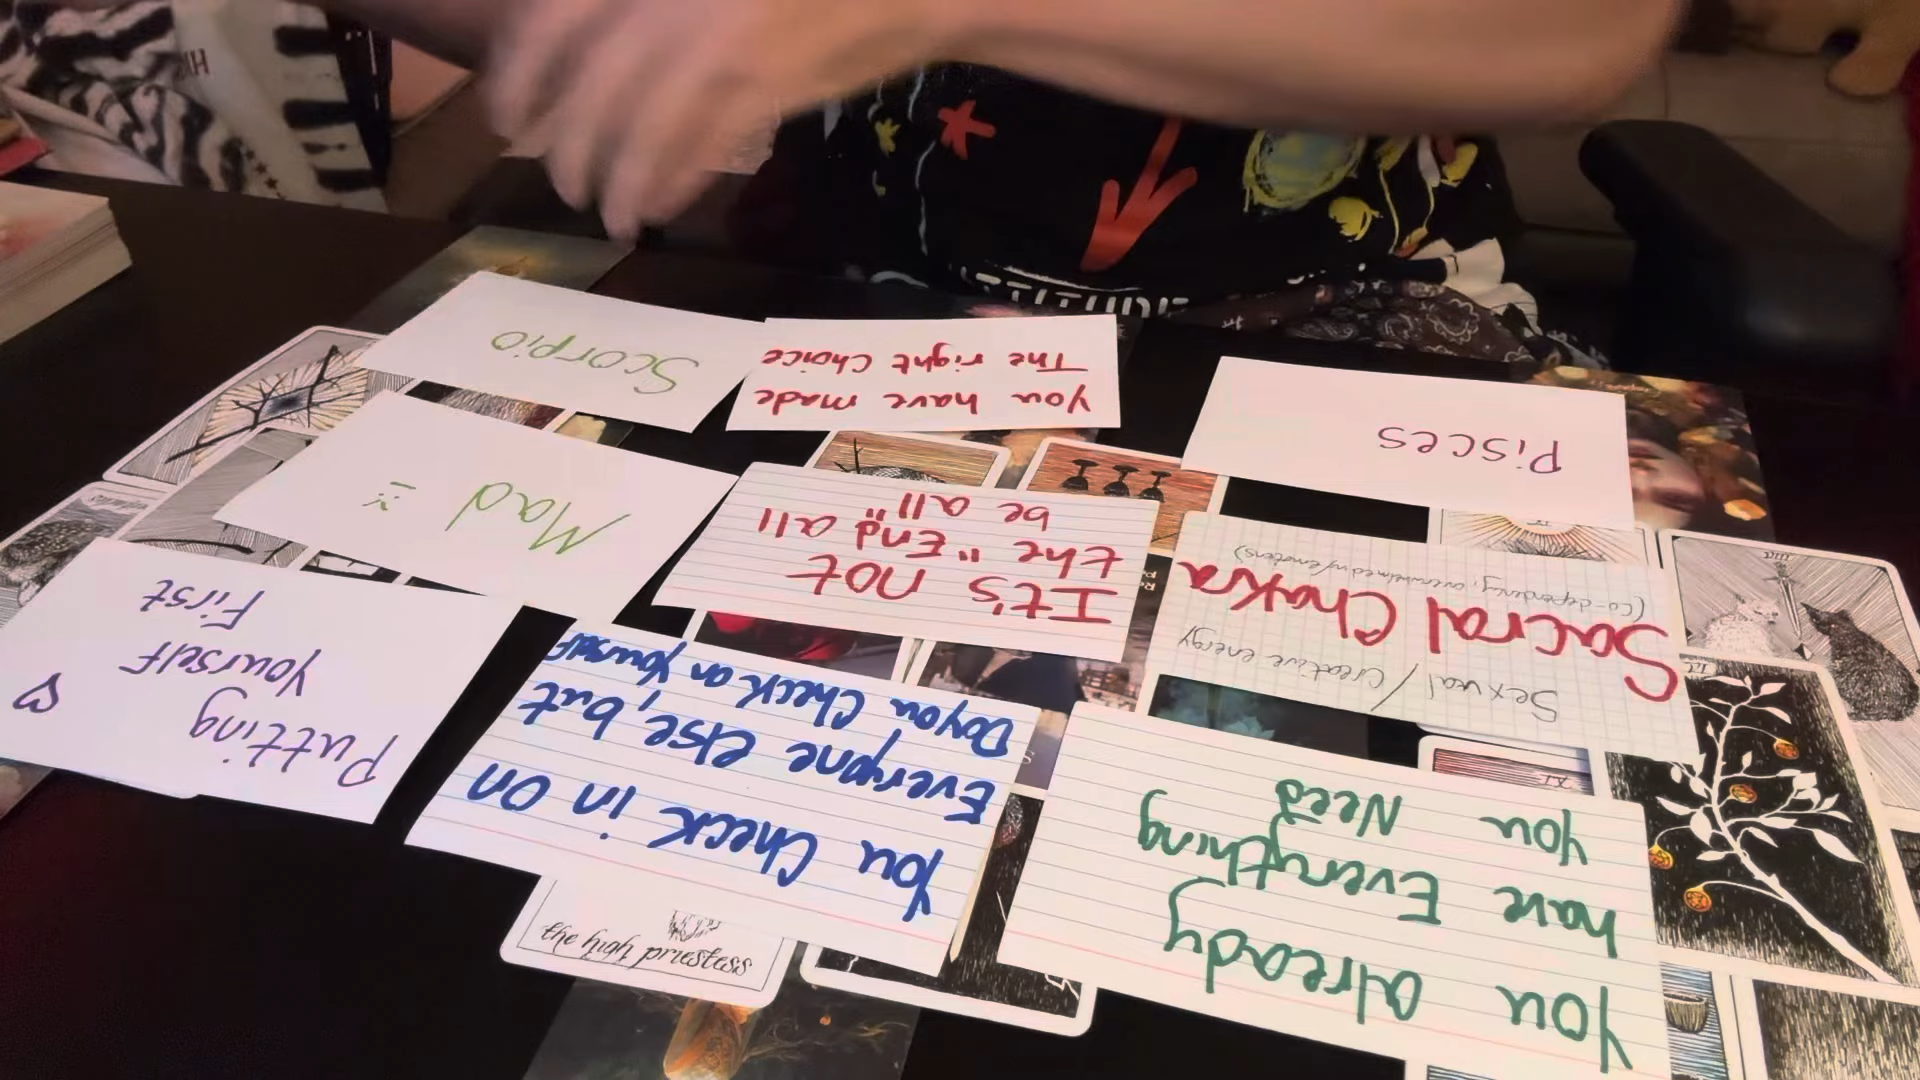 Scorpio
You have made
The right choice
Pisces
Mad
It's not
the "End all
be all"
Sexual / Creative energy
Sacral Chakra
(Co-dependency, overwhelmed w/ emotions)
Putting
Yourself
First
You Check in on
Everyone else, but
Do you Check on Yourself
You already
have Everything
You Need
the high priestess